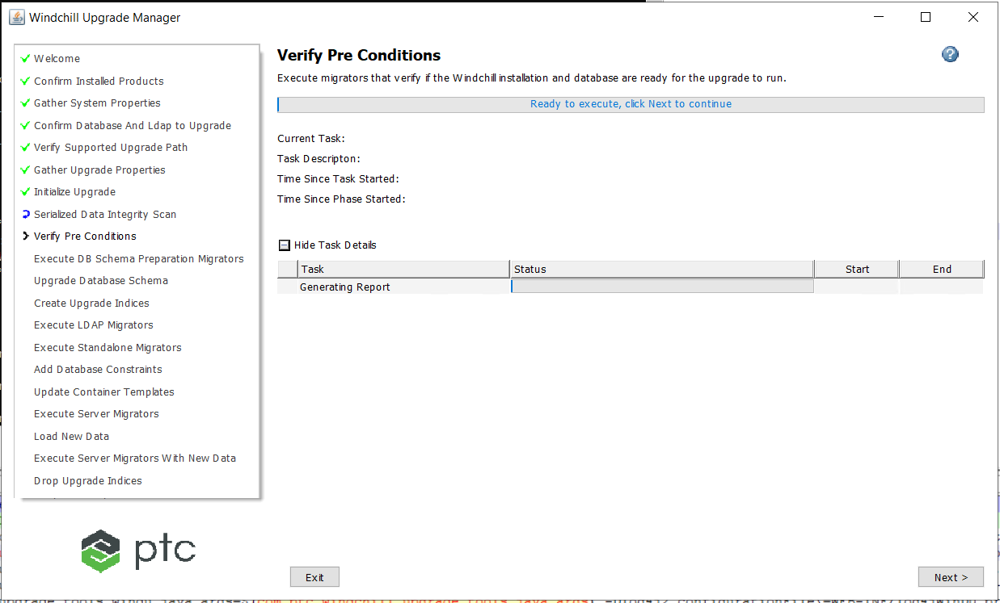 Windchill Upgrade Manager
Welcome
Confirm Installed Products
Gather System Properties
Confirm Database And Ldap to Upgrade
Verify Supported Upgrade Path
Gather Upgrade Properties
Initialize Upgrade
Serialized Data Integrity Scan
Verify Pre Conditions
Execute DB Schema Preparation Migrators
Upgrade Database Schema
Create Upgrade Indices
Execute LDAP Migrators
Execute Standalone Migrators
Add Database Constraints
Update Container Templates
Execute Server Migrators
Load New Data
Execute Server Migrators With New Data
Drop Upgrade Indices
ptc
Verify Pre Conditions
Execute migrators that verify if the Windchill installation and database are ready for the upgrade to run.
Ready to execute, click Next to continue
Current Task:
Task Descripton:
Time Since Task Started:
Time Since Phase Started:
Hide Task Details
Task Status Start End
Generating Report
Exit Next >